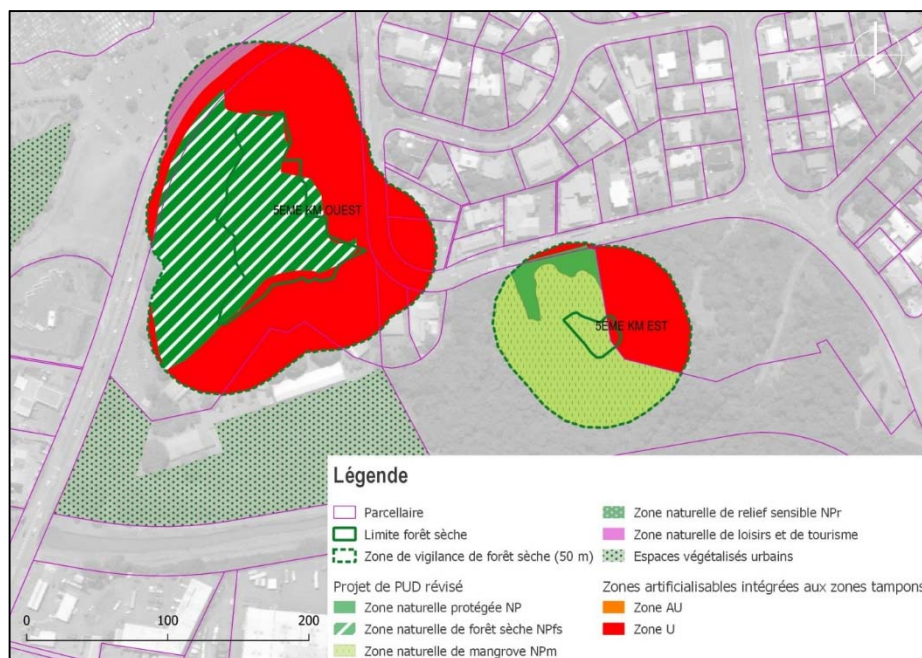 5EME KM OUEST
5EME KM EST
Légende
Parcellaire
Limite forêt sèche
Zone de vigilance de forêt sèche (50 m)
Projet de PUD révisé
Zone naturelle protégée NP
Zone naturelle de forêt sèche NPfs
Zone naturelle de mangrove NPm
Zone naturelle de relief sensible NPr
Zone naturelle de loisirs et de tourisme
Espaces végétalisés urbains
Zones artificialisables intégrées aux zones tampons
Zone AU
Zone U
0 100 200